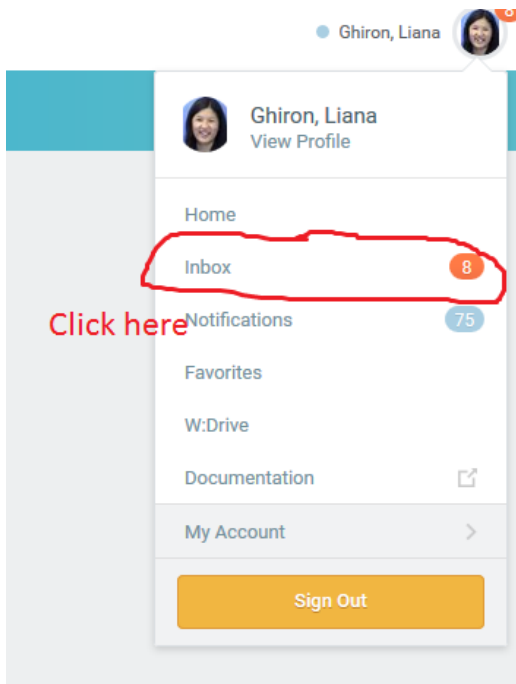 Ghiron, Liana
8
Ghiron, Liana
View Profile
Home
Inbox 8
Click here
Notifications 75
Favorites
W:Drive
Documentation
My Account
Sign Out